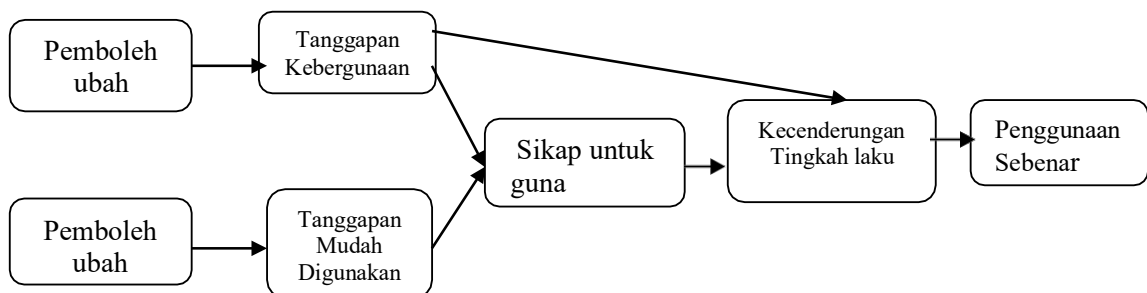 Pemboleh
ubah
Tanggapan
Kebergunaan
Sikap untuk
guna
Kecenderungan
Tingkah laku
Penggunaan
Sebenar
Pemboleh
ubah
Tanggapan
Mudah
Digunakan